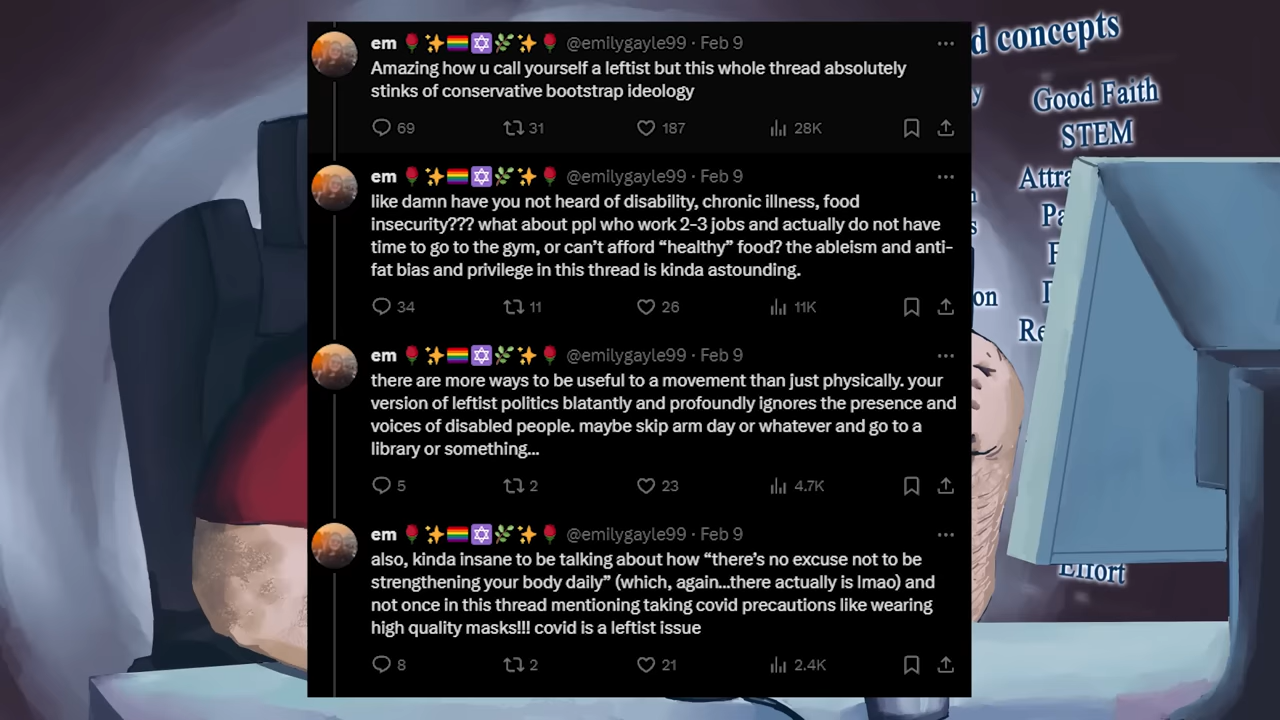 em 🌹✨🏳️‍🌈🔯🌿✨🌹 @emilygayle99 · Feb 9
Amazing how u call yourself a leftist but this whole thread absolutely
stinks of conservative bootstrap ideology
69 31 187 28K
em 🌹✨🏳️‍🌈🔯🌿✨🌹 @emilygayle99 · Feb 9
like damn have you not heard of disability, chronic illness, food
insecurity??? what about ppl who work 2-3 jobs and actually do not have
time to go to the gym, or can't afford “healthy” food? the ableism and anti-
fat bias and privilege in this thread is kinda astounding.
34 11 26 11K
em 🌹✨🏳️‍🌈🔯🌿✨🌹 @emilygayle99 · Feb 9
there are more ways to be useful to a movement than just physically. your
version of leftist politics blatantly and profoundly ignores the presence and
voices of disabled people. maybe skip arm day or whatever and go to a
library or something...
5 2 23 4.7K
em 🌹✨🏳️‍🌈🔯🌿✨🌹 @emilygayle99 · Feb 9
also, kinda insane to be talking about how “there's no excuse not to be
strengthening your body daily” (which, again...there actually is lmao) and
not once in this thread mentioning taking covid precautions like wearing
high quality masks!!! covid is a leftist issue
8 2 21 2.4K
concepts
Good Faith
STEM
Effort